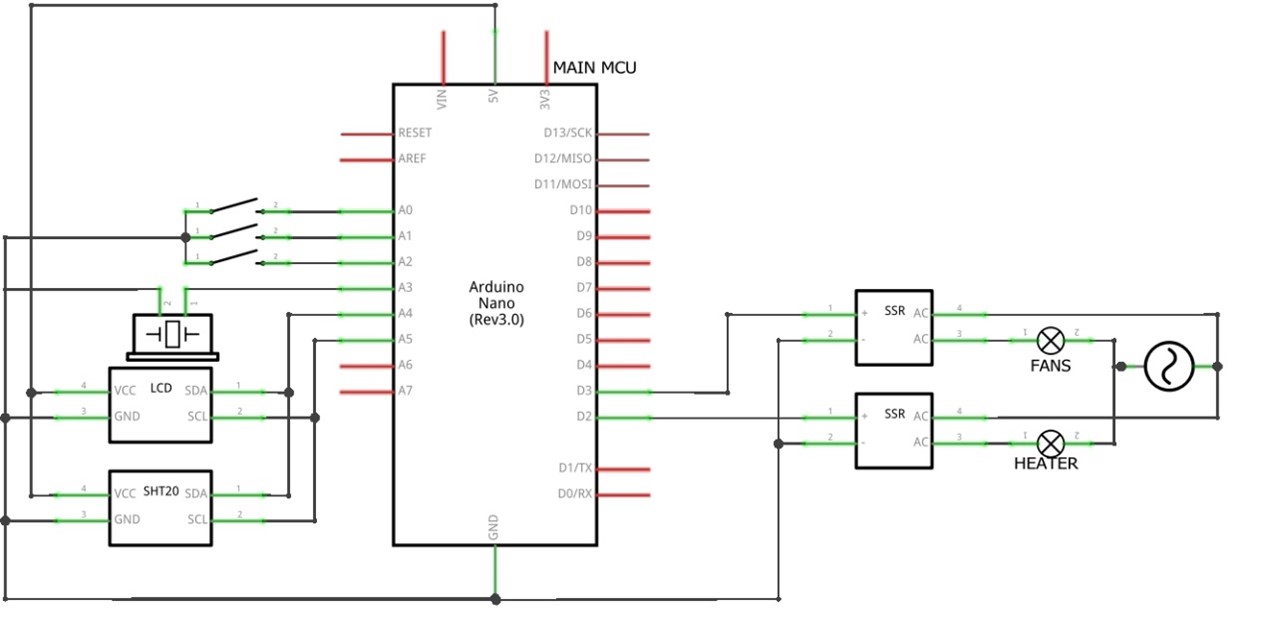 MAIN MCU
VIN
5V
3V3
RESET
D13/SCK
AREF
D12/MISO
D11/MOSI
1 2 A0
D10
1 2 A1
D9
1 2 A2
D8
Arduino
Nano
(Rev3.0)
2 1 A3
D7
A4
D6
1 + SSR AC 4
A5
D5
2 - AC 3 1 2
FANS
A6
D4
4 VCC LCD SDA 1
A7
D3
3 GND SCL 2
D2
1 + SSR AC 4
2 - AC 3 1 2
HEATER
D1/TX
4 VCC SHT20 SDA 1
D0/RX
3 GND SCL 2
GND